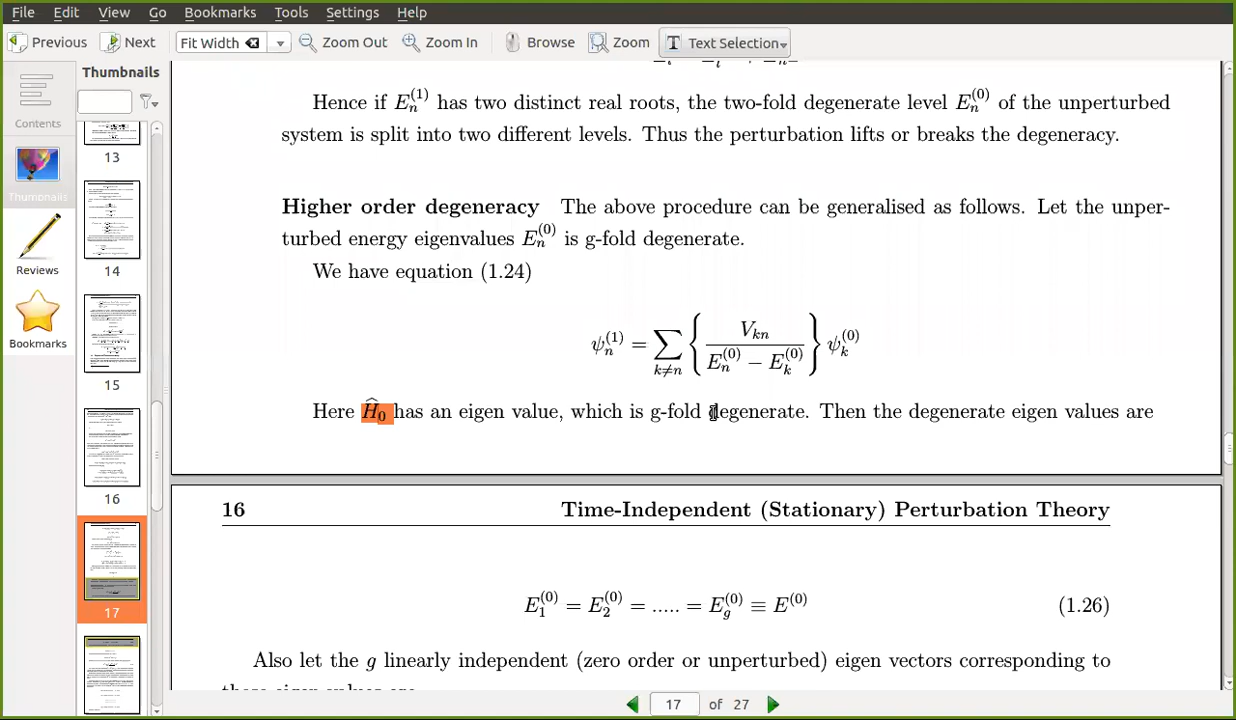 File Edit View Go Bookmarks Tools Settings Help
Previous Next Fit Width Zoom Out Zoom In Browse Zoom Text Selection
Contents
Thumbnails
Reviews
Bookmarks
Thumbnails
13
14
15
16
17
Hence if E_n^{(1)} has two distinct real roots, the two-fold degenerate level E_n^{(0)} of the unperturbed
system is split into two different levels. Thus the perturbation lifts or breaks the degeneracy.
Higher order degeneracy The above procedure can be generalised as follows. Let the unper-
turbed energy eigenvalues E_n^{(0)} is g-fold degenerate.
We have equation (1.24)
ψ_n^{(1)} = ∑_{k≠n} { V_{kn} / (E_n^{(0)} − E_k^{(0)}) } ψ_k^{(0)}
Here Ĥ_0 has an eigen value, which is g-fold degenerate. Then the degenerate eigen values are
16 Time-Independent (Stationary) Perturbation Theory
E_1^{(0)} = E_2^{(0)} = ..... = E_g^{(0)} ≡ E^{(0)} (1.26)
Also let the g linearly independent (zero order or unperturbed) eigen vectors corresponding to
17 of 27